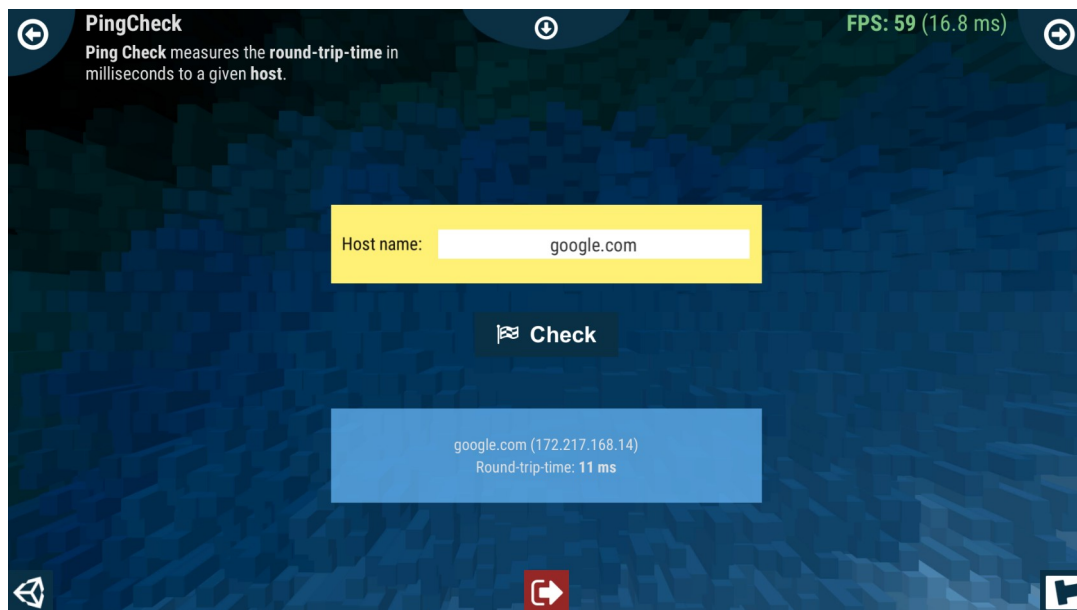 PingCheck
Ping Check measures the round-trip-time in
milliseconds to a given host.
FPS: 59 (16.8 ms)
Host name:
google.com
Check
google.com (172.217.168.14)
Round-trip-time: 11 ms